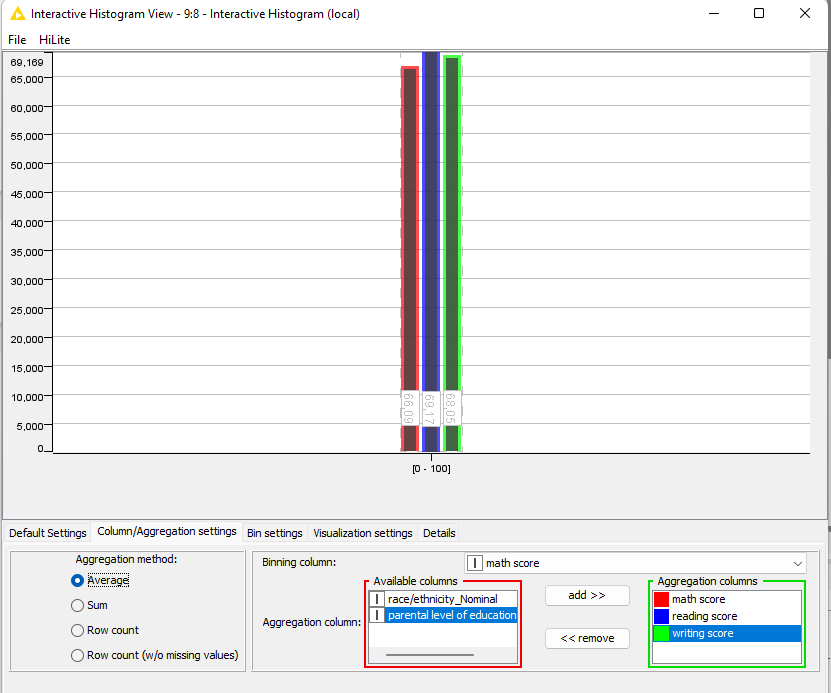 Interactive Histogram View - 9:8 - Interactive Histogram (local)
File HiLite
69,169
65,000
60,000
55,000
50,000
45,000
40,000
35,000
30,000
25,000
20,000
15,000
10,000
5,000
0
66.09
69.17
68.05
[0 - 100]
Default Settings Column/Aggregation settings Bin settings Visualization settings Details
Aggregation method:
Average
Sum
Row count
Row count (w/o missing values)
Binning column:
I math score
Aggregation column:
Available columns
I race/ethnicity_Nominal
I parental level of education
add >>
<< remove
Aggregation columns
math score
reading score
writing score